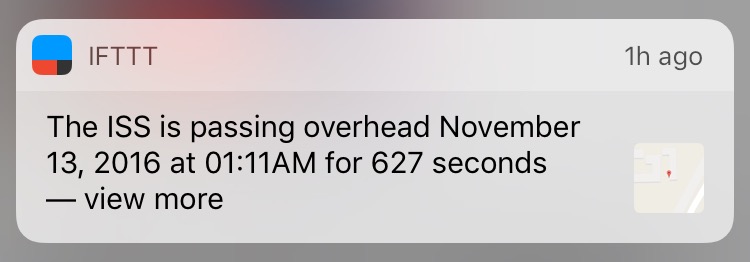 IFTTT
1h ago
The ISS is passing overhead November
13, 2016 at 01:11AM for 627 seconds
— view more